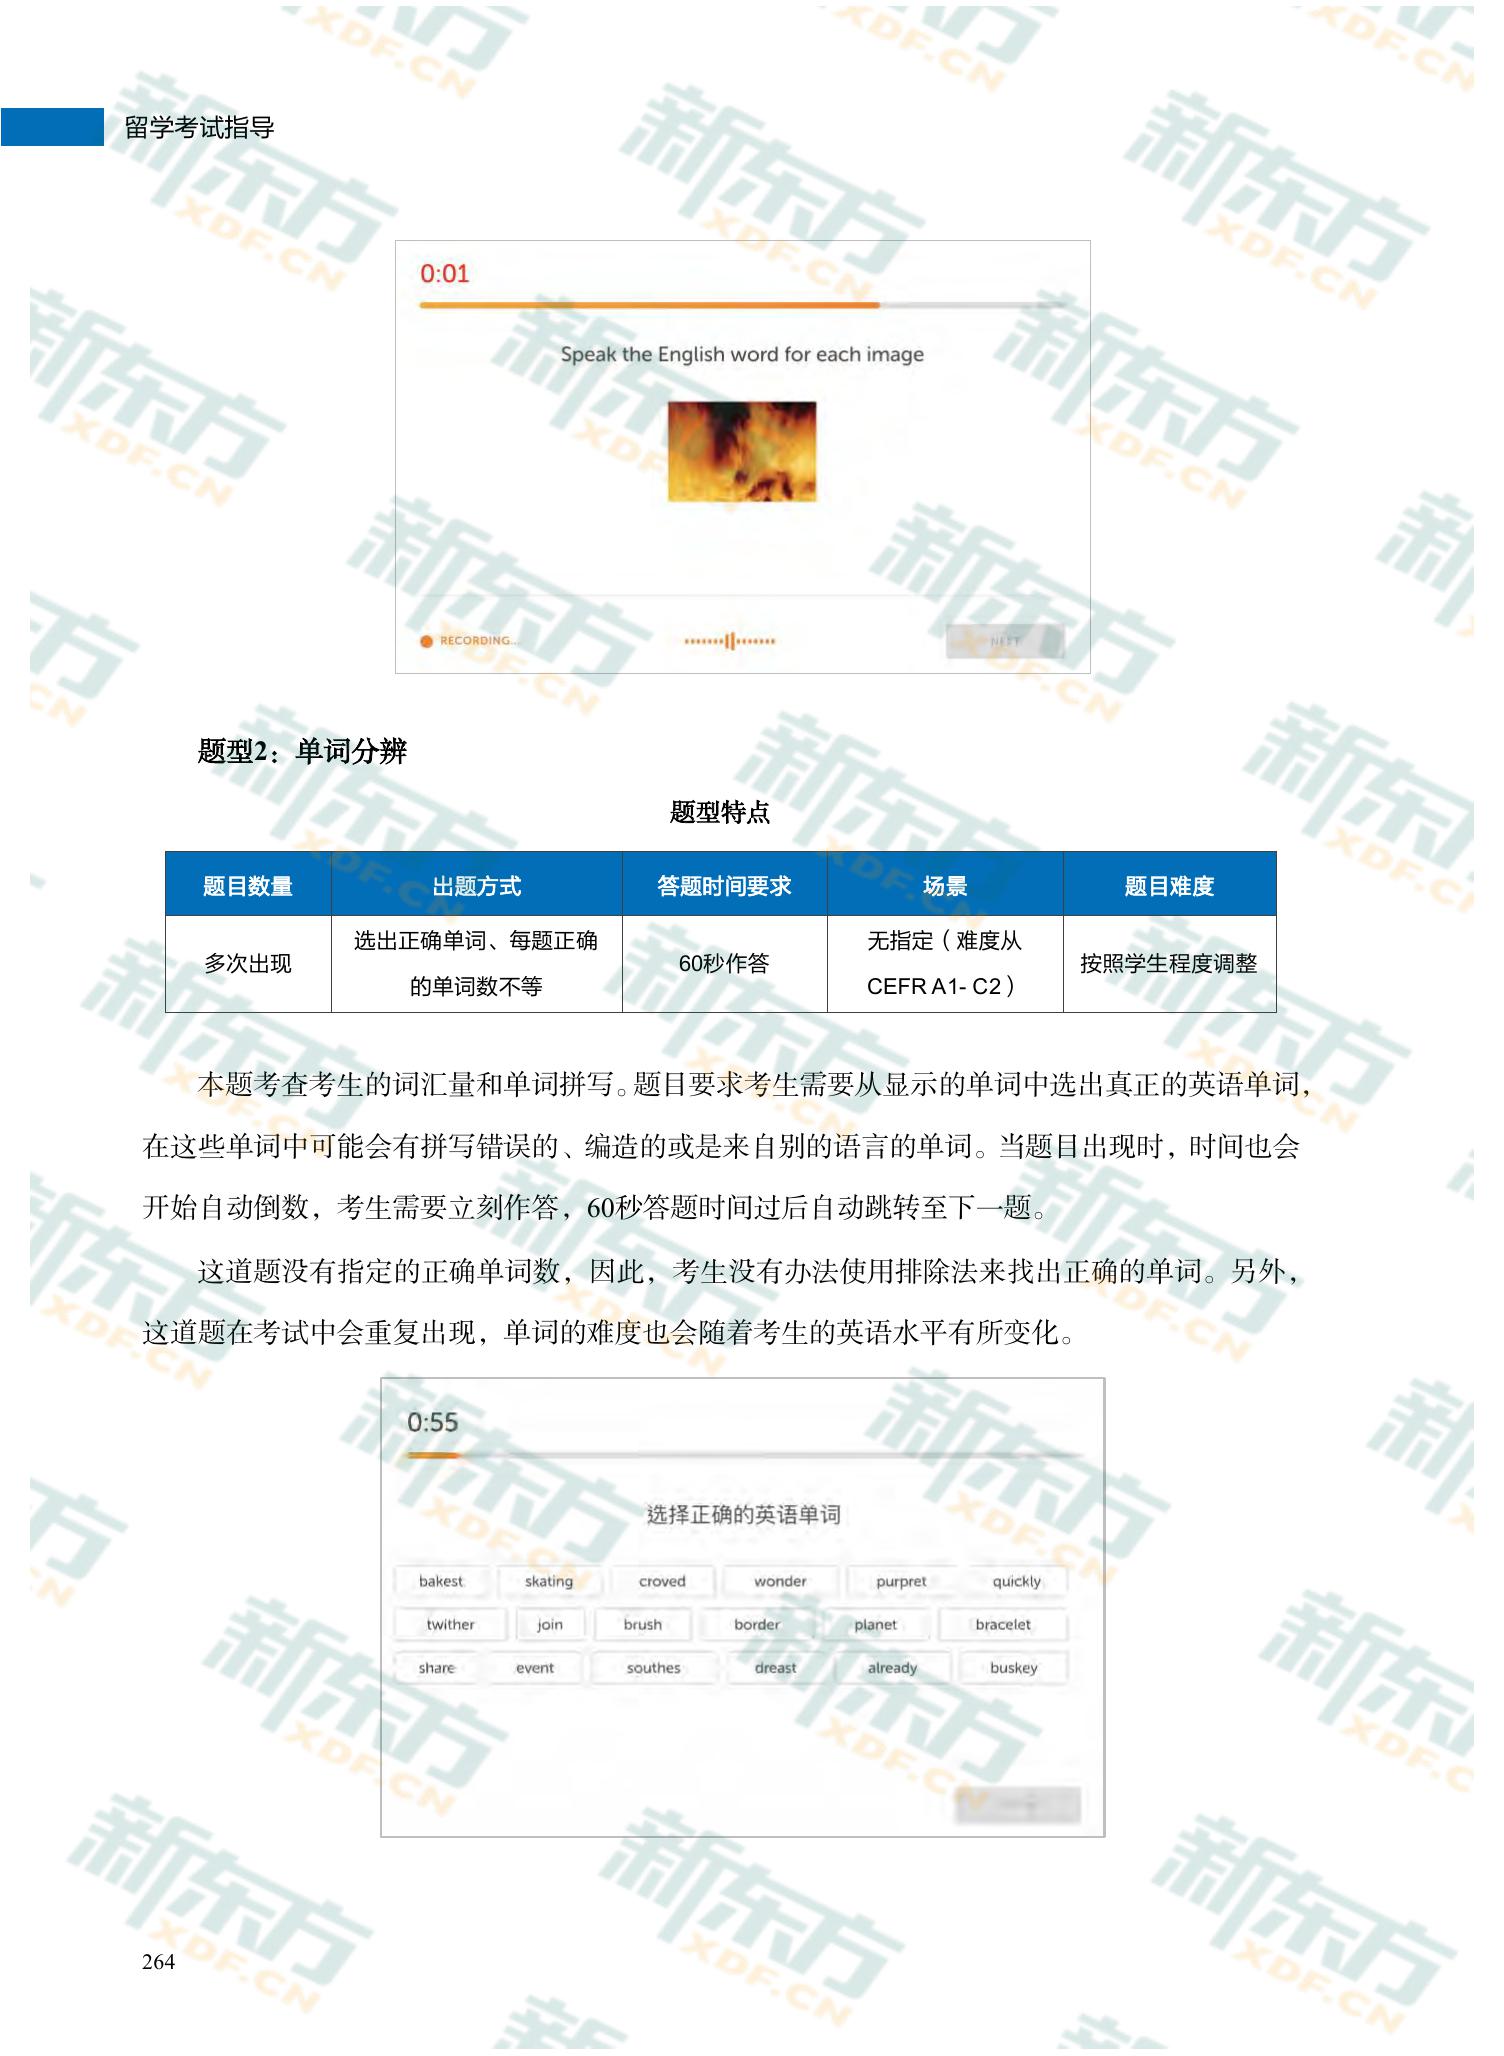 留学考试指导
0:01
Speak the English word for each image
RECORDING...
NEXT
题型2：单词分辨
题型特点
题目数量 出题方式 答题时间要求 场景 题目难度
多次出现 选出正确单词、每题正确的单词数不等 60秒作答 无指定（难度从CEFR A1- C2） 按照学生程度调整
本题考查考生的词汇量和单词拼写。题目要求考生需要从显示的单词中选出真正的英语单词，
在这些单词中可能会有拼写错误的、编造的或是来自别的语言的单词。当题目出现时，时间也会
开始自动倒数，考生需要立刻作答，60秒答题时间过后自动跳转至下一题。
这道题没有指定的正确单词数，因此，考生没有办法使用排除法来找出正确的单词。另外，
这道题在考试中会重复出现，单词的难度也会随着考生的英语水平有所变化。
0:55
选择正确的英语单词
bakest skating croved wonder purpret quickly
twither join brush border planet bracelet
share event southes dreast already buskey
264
新东方
XDF.CN